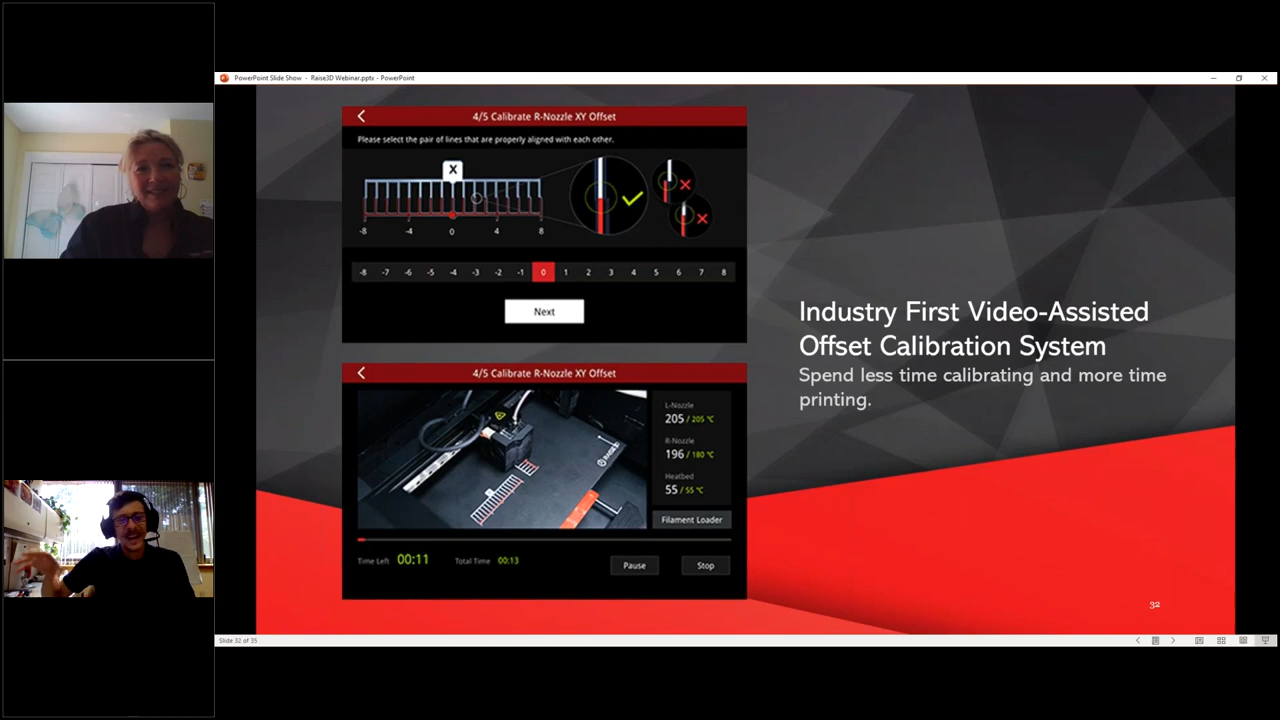 PowerPoint Slide Show - Raise3D Webinar.pptx - PowerPoint
4/5 Calibrate R-Nozzle XY Offset
Please select the pair of lines that are properly aligned with each other.
X
-8 -4 0 4 8
-8 -7 -6 -5 -4 -3 -2 -1 0 1 2 3 4 5 6 7 8
Next
4/5 Calibrate R-Nozzle XY Offset
L-Nozzle
205 / 205 °C
R-Nozzle
196 / 180 °C
Heatbed
55 / 55 °C
Filament Loader
Time Left 00:11 Total Time 00:13
Pause Stop
Industry First Video-Assisted
Offset Calibration System
Spend less time calibrating and more time
printing.
32
Slide 32 of 35